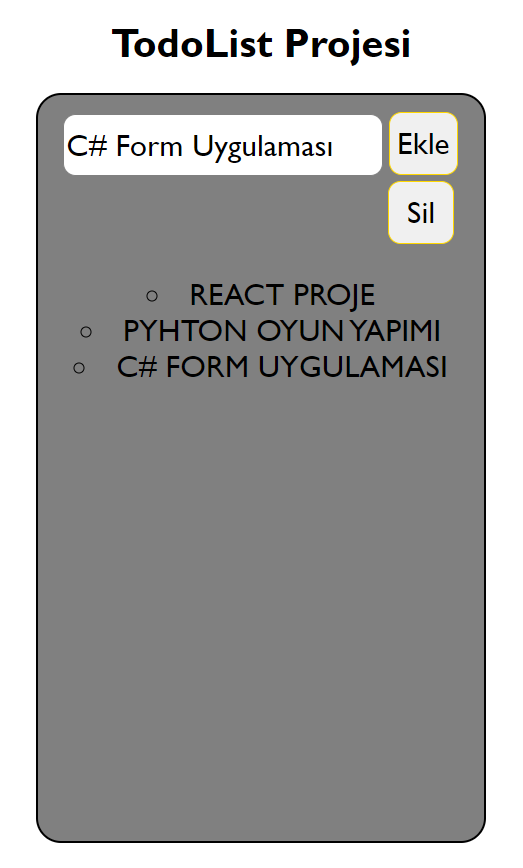 TodoList Projesi
C# Form Uygulaması
Ekle
Sil
REACT PROJE
PYHTON OYUN YAPIMI
C# FORM UYGULAMASI